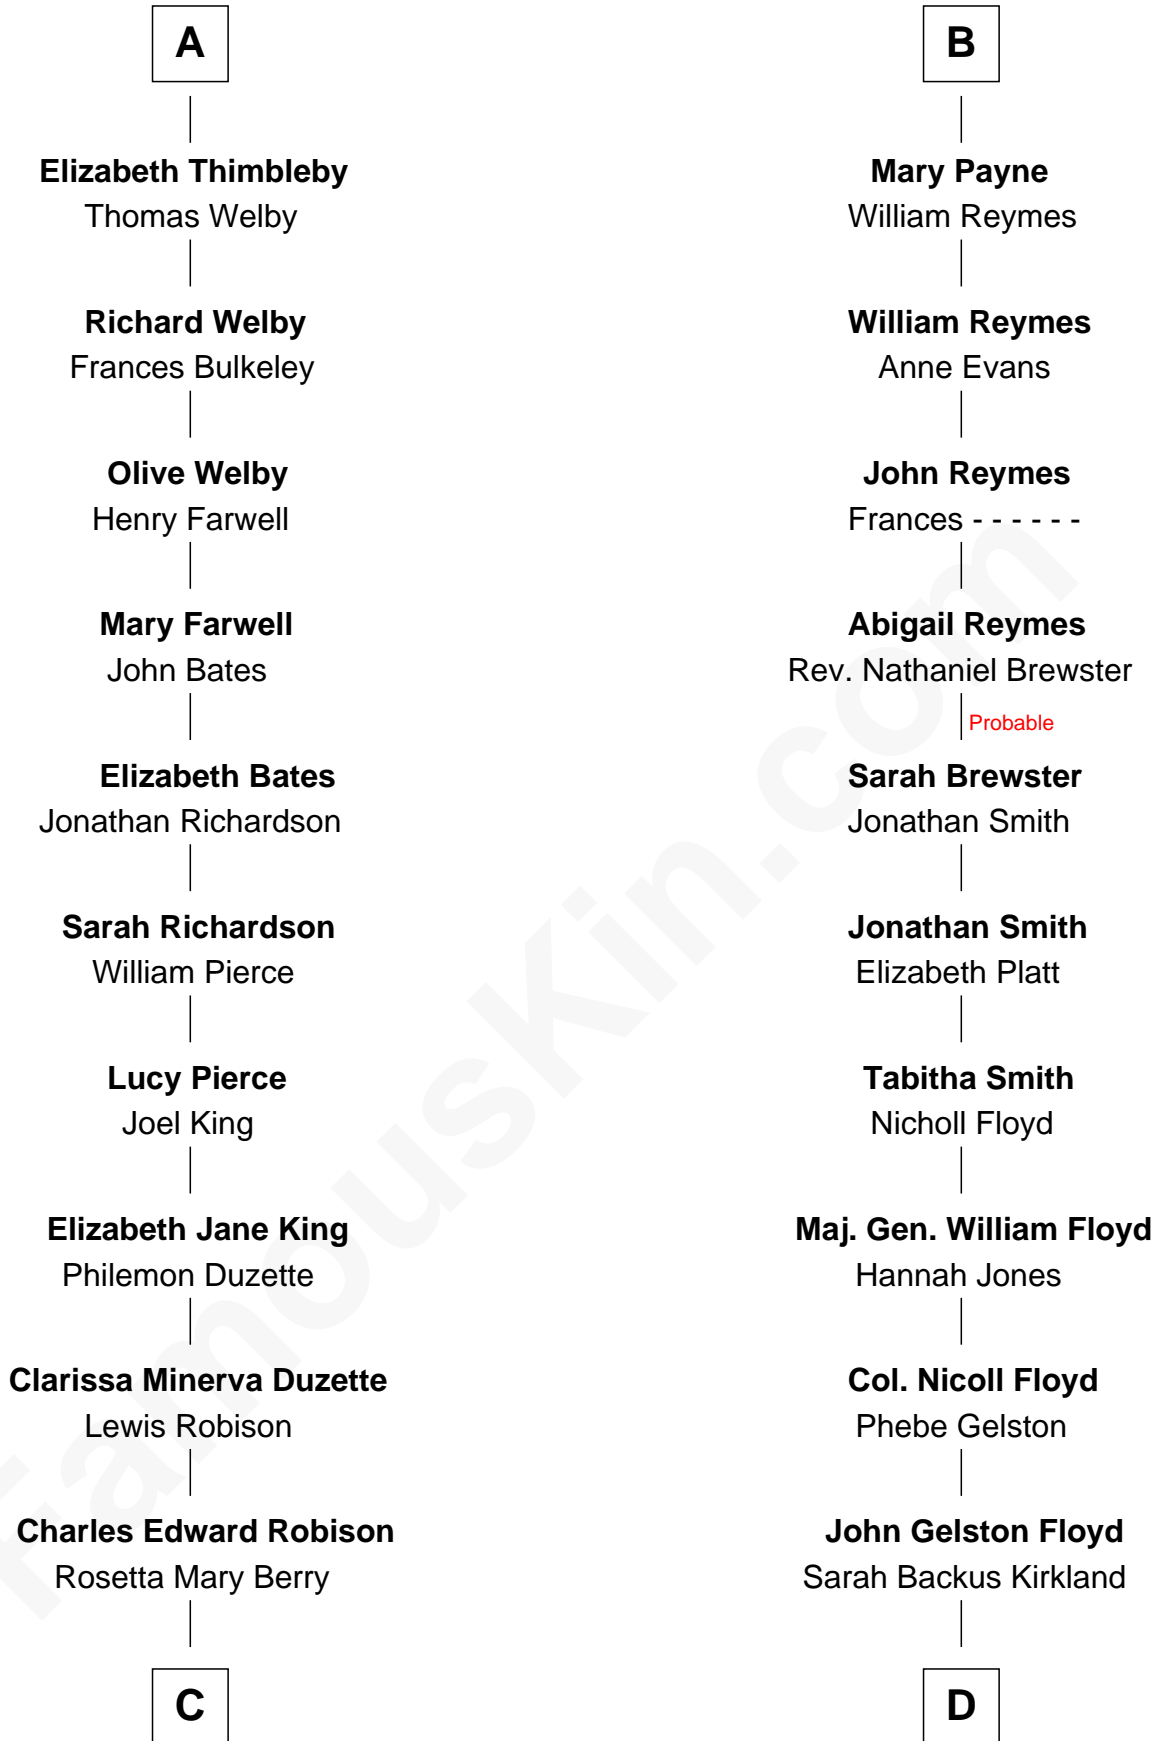 A
Elizabeth Thimbleby
Thomas Welby
Richard Welby
Frances Bulkeley
Olive Welby
Henry Farwell
Mary Farwell
John Bates
Elizabeth Bates
Jonathan Richardson
Sarah Richardson
William Pierce
Lucy Pierce
Joel King
Elizabeth Jane King
Philemon Duzette
Clarissa Minerva Duzette
Lewis Robison
Charles Edward Robison
Rosetta Mary Berry
C
B
Mary Payne
William Reymes
William Reymes
Anne Evans
John Reymes
Frances - - - - - -
Abigail Reymes
Rev. Nathaniel Brewster
Probable
Sarah Brewster
Jonathan Smith
Jonathan Smith
Elizabeth Platt
Tabitha Smith
Nicholl Floyd
Maj. Gen. William Floyd
Hannah Jones
Col. Nicoll Floyd
Phebe Gelston
John Gelston Floyd
Sarah Backus Kirkland
D
FamousKin.com